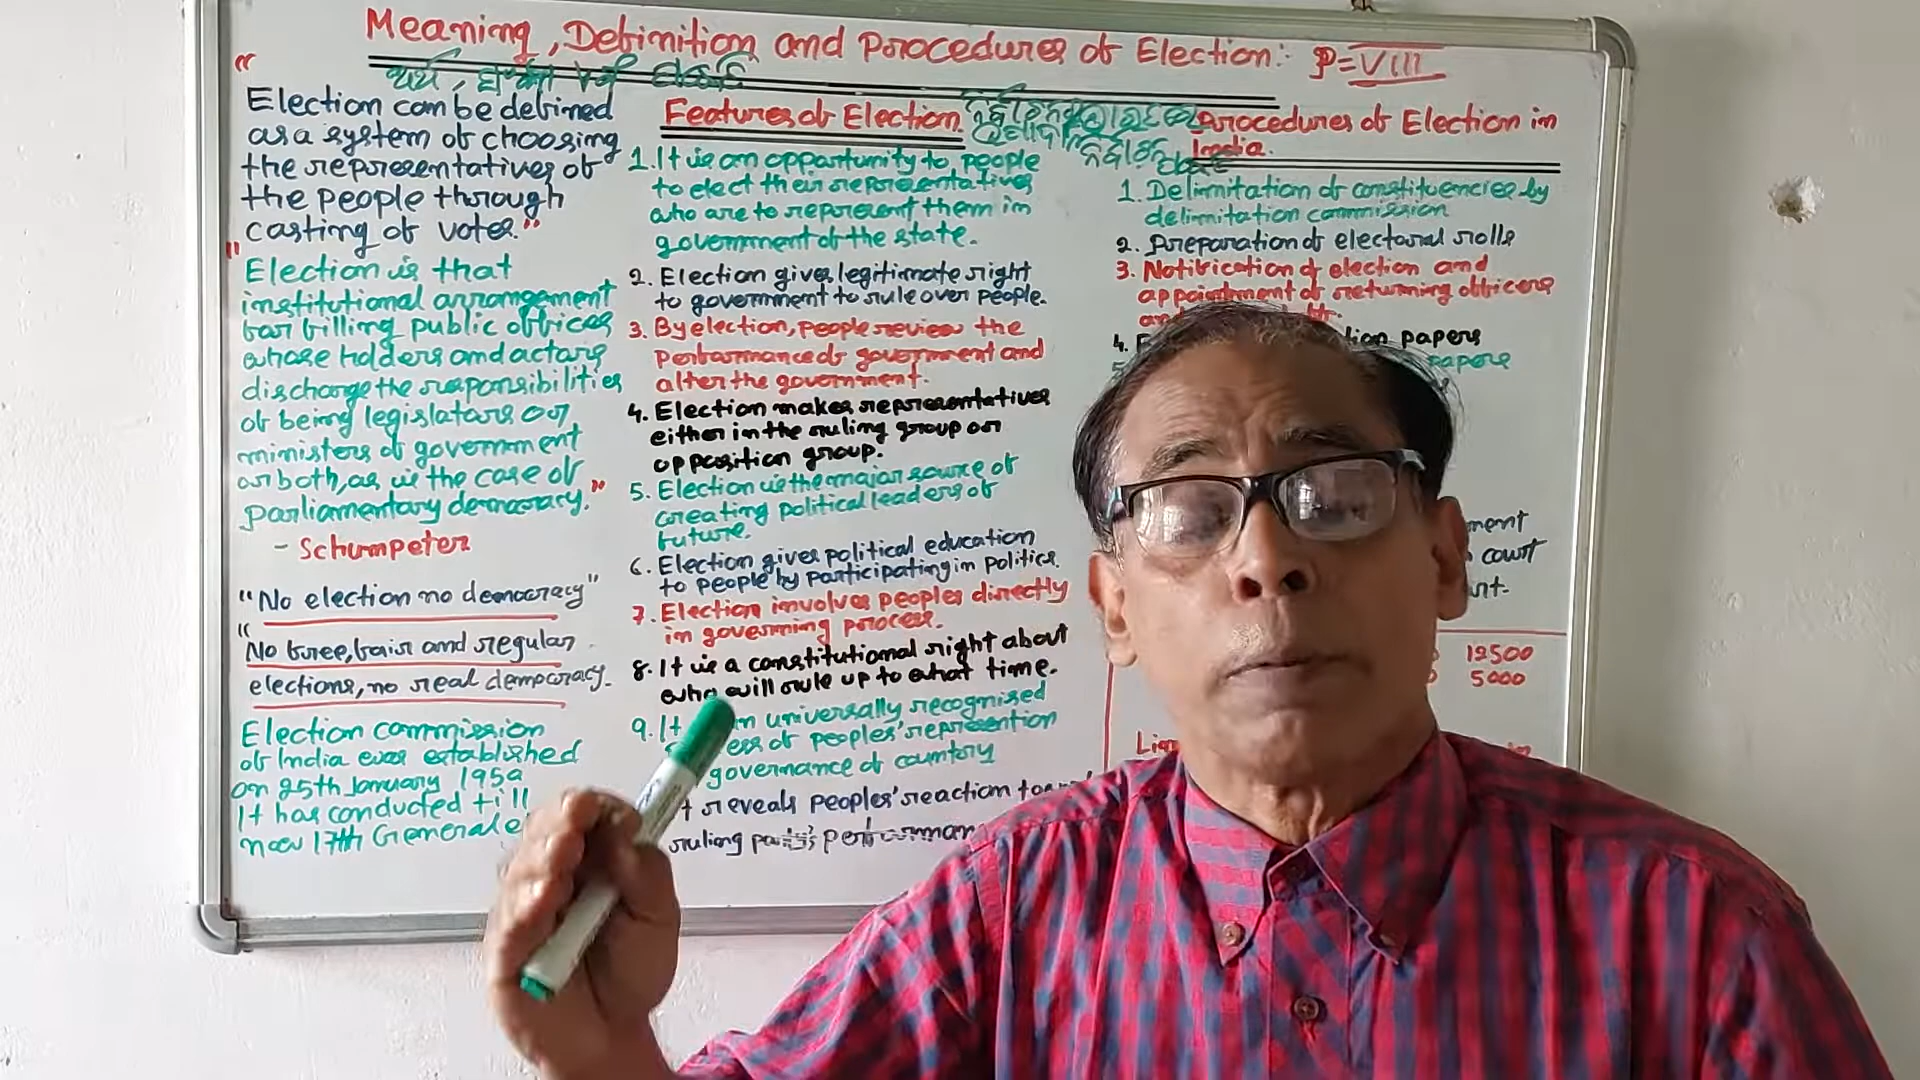 Meaning, Definition and Procedures of Election:- P=VIII
ଅର୍ଥ, ସଂଜ୍ଞା ଏବଂ
"
Election can be defined
as a system of choosing
the representatives of
the people through
casting of votes."
"Election is that
institutional arrangement
for filling public offices
whose holders and actors
discharge the responsibilities
of being legislators or
ministers of government
or both, as is the case of
parliamentary democracy."
- Schumpeter
"No election no democracy"
"No free, fair and regular
elections, no real democracy.
Election commission
of India was established
on 25th January 1950
It has conducted till
now 17th General e
Features of Election
1. It is an opportunity to people
to elect their representatives
who are to represent them in
government of the state.
2. Election gives legitimate right
to government to rule over people.
3. By election, people review the
performance of government and
alter the government.
4. Election makes representatives
either in the ruling group or
opposition group.
5. Election is the major source of
creating political leaders of
future.
6. Election gives political education
to people by participating in politics.
7. Election involves peoples directly
in governing process.
8. It is a constitutional right about
who will rule up to what time.
9. It n universally recognised
ess of peoples' represention
governance of country
t reveals peoples' reaction to
ruling party's performan
Procedures of Election in
India.
1. Delimitation of constituencies by
delimitation commission
2. Preparation of electoral rolls
3. Notification of election and
appointment of returning officers
an
4. F tion papers
5 papers
ment
court
nt.
12500
5000